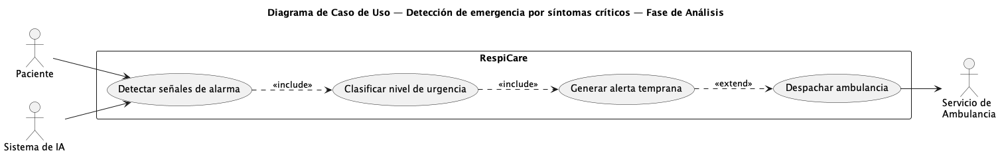 Diagrama de Caso de Uso — Detección de emergencia por síntomas críticos — Fase de Análisis
RespiCare
Paciente
Detectar señales de alarma
«include»
Clasificar nivel de urgencia
«include»
Generar alerta temprana
«extend»
Despachar ambulancia
Servicio de
Ambulancia
Sistema de IA